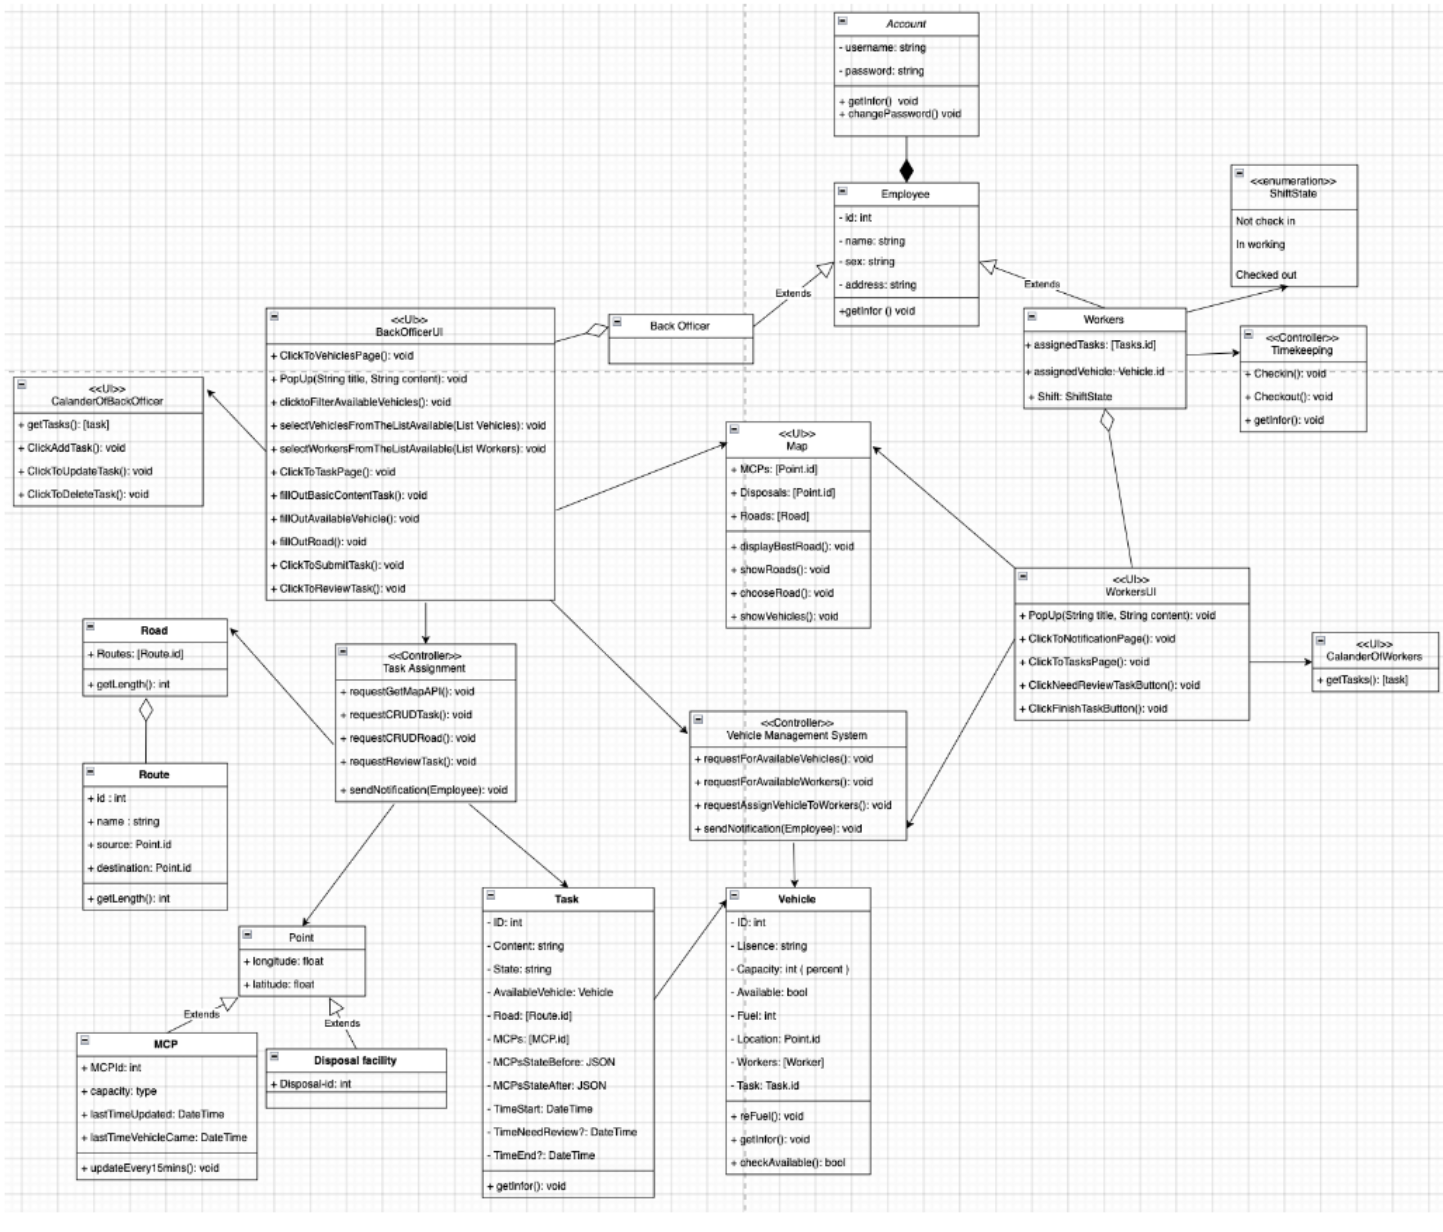 Account
- username: string
- password: string
+ getInfor()  void
+ changePassword() void
Employee
- id: int
- name: string
- sex: string
- address: string
+getInfor () void
<<enumeration>>
ShiftState
Not check in
In working
Checked out
Extends
Extends
<<UI>>
BackOfficerUI
+ ClickToVehiclesPage(): void
+ PopUp(String title, String content): void
+ clicktoFilterAvailableVehicles(): void
+ selectVehiclesFromTheListAvailable(List Vehicles): void
+ selectWorkersFromTheListAvailable(List Workers): void
+ ClickToTaskPage(): void
+ fillOutBasicContentTask(): void
+ fillOutAvailableVehicle(): void
+ fillOutRoad(): void
+ ClickToSubmitTask(): void
+ ClickToReviewTask(): void
Back Officer
Workers
+ assignedTasks: [Tasks.id]
+ assignedVehicle: Vehicle.id
+ Shift: ShiftState
<<Controller>>
Timekeeping
+ Checkin(): void
+ Checkout(): void
+ getInfor(): void
<<UI>>
CalanderOfBackOfficer
+ getTasks(): [task]
+ ClickAddTask(): void
+ ClickToUpdateTask(): void
+ ClickToDeleteTask(): void
<<UI>>
Map
+ MCPs: [Point.id]
+ Disposals: [Point.id]
+ Roads: [Road]
+ displayBestRoad(): void
+ showRoads(): void
+ chooseRoad(): void
+ showVehicles(): void
<<UI>>
WorkersUI
+ PopUp(String title, String content): void
+ ClickToNotificationPage(): void
+ ClickToTasksPage(): void
+ ClickNeedReviewTaskButton(): void
+ ClickFinishTaskButton(): void
<<UI>>
CalanderOfWorkers
+ getTasks(): [task]
Road
+ Routes: [Route.id]
+ getLength(): int
<<Controller>>
Task Assignment
+ requestGetMapAPI(): void
+ requestCRUDTask(): void
+ requestCRUDRoad(): void
+ requestReviewTask(): void
+ sendNotification(Employee): void
<<Controller>>
Vehicle Management System
+ requestForAvailableVehicles(): void
+ requestForAvailableWorkers(): void
+ requestAssignVehicleToWorkers(): void
+ sendNotification(Employee): void
Route
+ id : int
+ name : string
+ source: Point.id
+ destination: Point.id
+ getLength(): int
Point
+ longitude: float
+ latitude: float
Extends
Extends
MCP
+ MCPId: int
+ capacity: type
+ lastTimeUpdated: DateTime
+ lastTimeVehicleCame: DateTime
+ updateEvery15mins(): void
Disposal facility
+ Disposal-id: int
Task
- ID: int
- Content: string
- State: string
- AvailableVehicle: Vehicle
- Road: [Route.id]
- MCPs: [MCP.id]
- MCPsStateBefore: JSON
- MCPsStateAfter: JSON
- TimeStart: DateTime
- TimeNeedReview?: DateTime
- TimeEnd?: DateTime
+ getInfor(): void
Vehicle
- ID: int
- Lisence: string
- Capacity: int ( percent )
- Available: bool
- Fuel: int
- Location: Point.id
- Workers: [Worker]
- Task: Task.id
+ reFuel(): void
+ getInfor(): void
+ checkAvailable(): bool